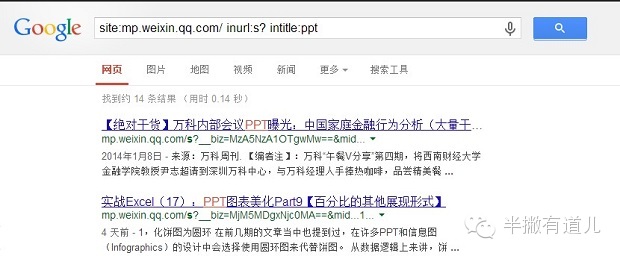 Google
site:mp.weixin.qq.com/ inurl:s? intitle:ppt
网页 图片 地图 视频 新闻 更多 搜索工具
找到约 14 条结果 （用时 0.14 秒）
【绝对干货】万科内部会议PPT曝光：中国家庭金融行为分析（大量干…
mp.weixin.qq.com/s?__biz=MzA5NzA1OTgwMw==&mid...
2014年1月8日 - 来源：万科周刊. 【编者注】：万科“午餐V分享”第四期，将西南财经大学
金融学院教授尹志超请到深圳万科中心，与万科经理人手捂热咖啡，品尝精美餐 ...
实战Excel（17）：PPT图表美化Part9【百分比的其他展现形式】
mp.weixin.qq.com/s?__biz=MjM5MDgxNjc0MA==&mid...1...
4 天前 - 1，化饼图为圆环 在前几期的文章当中也提到过，在许多PPT和信息图
（Infographics）的设计中会选择使用圆环图来代替饼图。 从数据逻辑上来讲，饼 ...
半撇有道儿